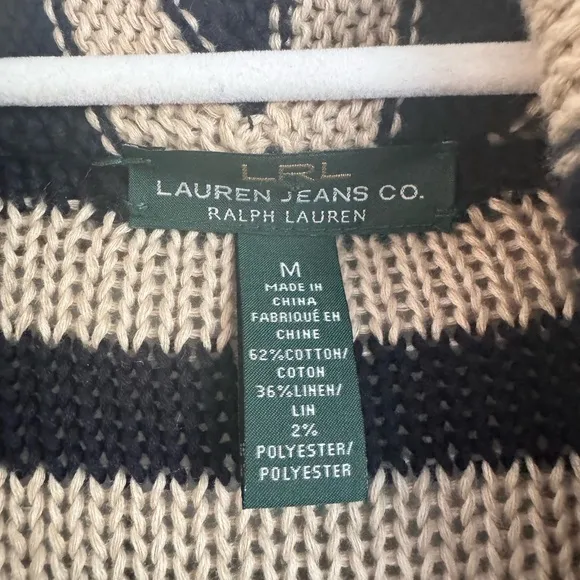 LRL
LAUREN JEANS CO.
RALPH LAUREN
M
MADE IN
CHINA
FABRIQUÉ EN
CHINE
62%COTTON/
COTON
36%LINEN/
LIN
2%
POLYESTER/
POLYESTER